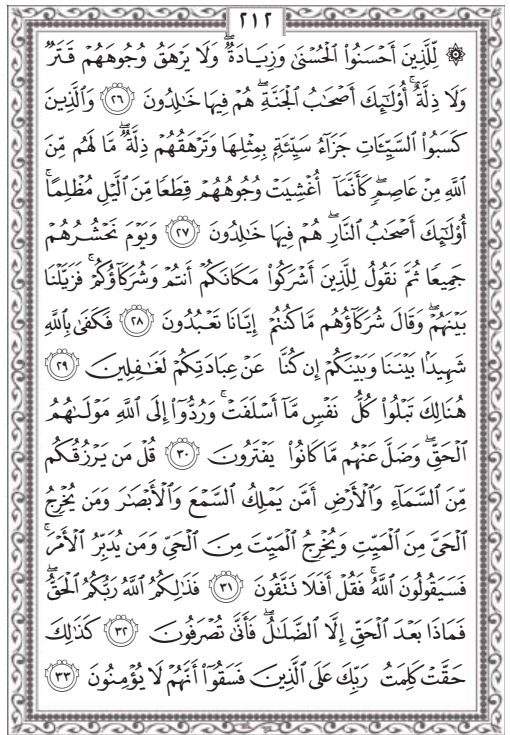 ٢١٢
۞ لِّلَّذِينَ أَحْسَنُوا۟ ٱلْحُسْنَىٰ وَزِيَادَةٌ ۖ وَلَا يَرْهَقُ وُجُوهَهُمْ قَتَرٌ
وَلَا ذِلَّةٌ ۚ أُو۟لَٰٓئِكَ أَصْحَٰبُ ٱلْجَنَّةِ ۖ هُمْ فِيهَا خَٰلِدُونَ ﴿٢٦﴾ وَٱلَّذِينَ
كَسَبُوا۟ ٱلسَّيِّـَٔاتِ جَزَآءُ سَيِّئَةٍۭ بِمِثْلِهَا وَتَرْهَقُهُمْ ذِلَّةٌ ۖ مَّا لَهُم مِّنَ
ٱللَّهِ مِنْ عَاصِمٍ ۖ كَأَنَّمَآ أُغْشِيَتْ وُجُوهُهُمْ قِطَعًا مِّنَ ٱلَّيْلِ مُظْلِمًا ۚ
أُو۟لَٰٓئِكَ أَصْحَٰبُ ٱلنَّارِ ۖ هُمْ فِيهَا خَٰلِدُونَ ﴿٢٧﴾ وَيَوْمَ نَحْشُرُهُمْ
جَمِيعًا ثُمَّ نَقُولُ لِلَّذِينَ أَشْرَكُوا۟ مَكَانَكُمْ أَنتُمْ وَشُرَكَآؤُكُمْ ۚ فَزَيَّلْنَا
بَيْنَهُمْ ۖ وَقَالَ شُرَكَآؤُهُم مَّا كُنتُمْ إِيَّانَا تَعْبُدُونَ ﴿٢٨﴾ فَكَفَىٰ بِٱللَّهِ
شَهِيدًۢا بَيْنَنَا وَبَيْنَكُمْ إِن كُنَّا عَنْ عِبَادَتِكُمْ لَغَٰفِلِينَ ﴿٢٩﴾
هُنَالِكَ تَبْلُوا۟ كُلُّ نَفْسٍ مَّآ أَسْلَفَتْ ۚ وَرُدُّوٓا۟ إِلَى ٱللَّهِ مَوْلَىٰهُمُ
ٱلْحَقِّ ۖ وَضَلَّ عَنْهُم مَّا كَانُوا۟ يَفْتَرُونَ ﴿٣٠﴾ قُلْ مَن يَرْزُقُكُم
مِّنَ ٱلسَّمَآءِ وَٱلْأَرْضِ أَمَّن يَمْلِكُ ٱلسَّمْعَ وَٱلْأَبْصَٰرَ وَمَن يُخْرِجُ
ٱلْحَىَّ مِنَ ٱلْمَيِّتِ وَيُخْرِجُ ٱلْمَيِّتَ مِنَ ٱلْحَىِّ وَمَن يُدَبِّرُ ٱلْأَمْرَ ۚ
فَسَيَقُولُونَ ٱللَّهُ ۚ فَقُلْ أَفَلَا تَتَّقُونَ ﴿٣١﴾ فَذَٰلِكُمُ ٱللَّهُ رَبُّكُمُ ٱلْحَقُّ ۖ
فَمَاذَا بَعْدَ ٱلْحَقِّ إِلَّا ٱلضَّلَٰلُ ۖ فَأَنَّىٰ تُصْرَفُونَ ﴿٣٢﴾ كَذَٰلِكَ
حَقَّتْ كَلِمَتُ رَبِّكَ عَلَى ٱلَّذِينَ فَسَقُوٓا۟ أَنَّهُمْ لَا يُؤْمِنُونَ ﴿٣٣﴾